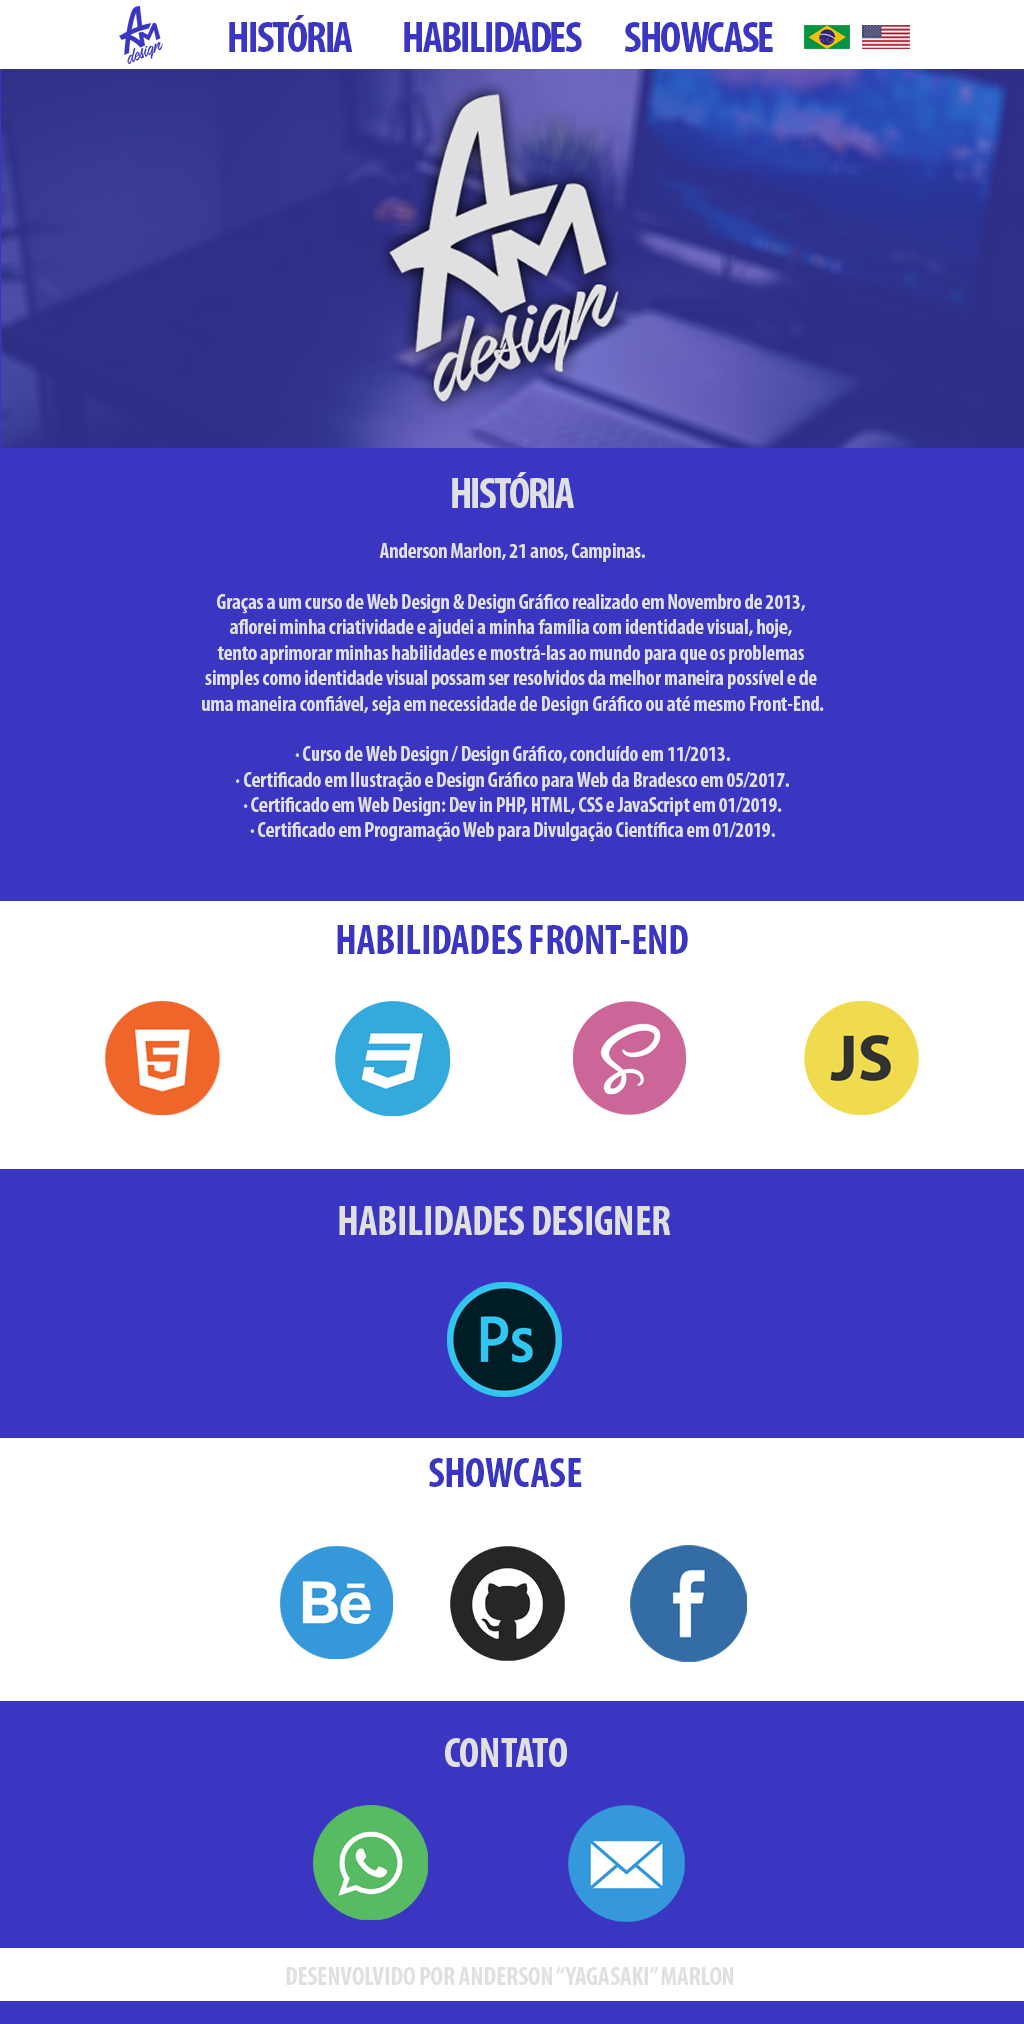 AM
design
HISTÓRIA HABILIDADES SHOWCASE
AM
design
HISTÓRIA
Anderson Marlon, 21 anos, Campinas.
Graças a um curso de Web Design & Design Gráfico realizado em Novembro de 2013,
aflorei minha criatividade e ajudei a minha família com identidade visual, hoje,
tento aprimorar minhas habilidades e mostrá-las ao mundo para que os problemas
simples como identidade visual possam ser resolvidos da melhor maneira possível e de
uma maneira confiável, seja em necessidade de Design Gráfico ou até mesmo Front-End.
· Curso de Web Design / Design Gráfico, concluído em 11/2013.
· Certificado em Ilustração e Design Gráfico para Web da Bradesco em 05/2017.
· Certificado em Web Design: Dev in PHP, HTML, CSS e JavaScript em 01/2019.
· Certificado em Programação Web para Divulgação Científica em 01/2019.
HABILIDADES FRONT-END
5 3 S JS
HABILIDADES DESIGNER
Ps
SHOWCASE
Bē f
CONTATO
DESENVOLVIDO POR ANDERSON “YAGASAKI” MARLON